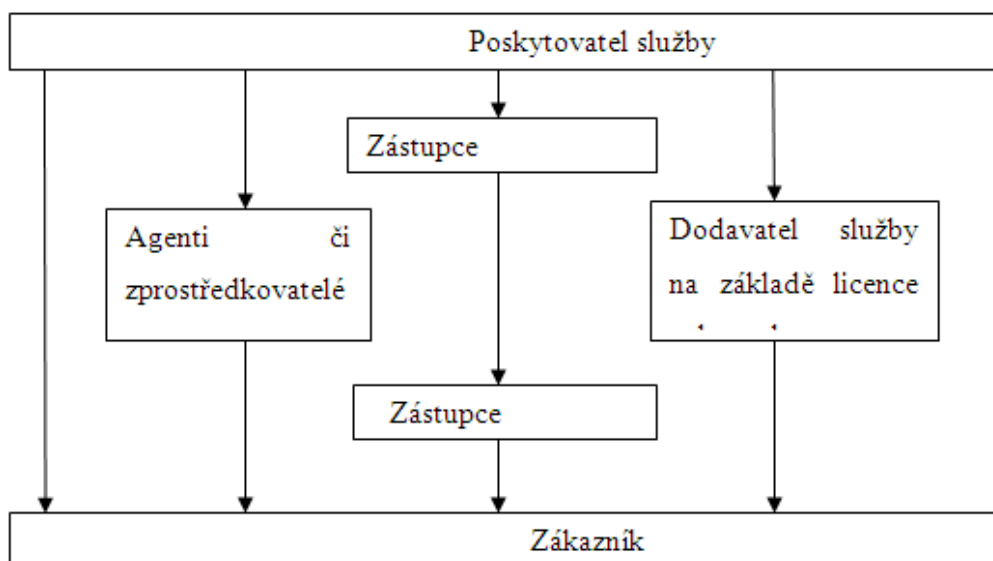 Poskytovatel služby
Zástupce
Agenti či
zprostředkovatelé
Dodavatel služby
na základě licence
Zástupce
Zákazník